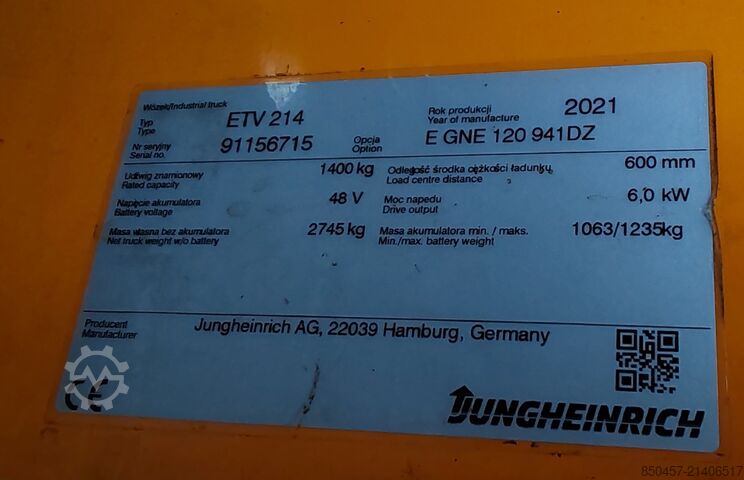 Wózek/Industrial truck
Typ
Type
ETV 214
Rok produkcji
Year of manufacture
2021
Nr seryjny
Serial no.
91156715
Opcja
Option
E GNE 120 941DZ
Udźwig znamionowy
Rated capacity
1400 kg
Odległość środka ciężkości ładunku
Load centre distance
600 mm
Napięcie akumulatora
Battery voltage
48 V
Moc napędu
Drive output
6,0 kW
Masa własna bez akumulatora
Net truck weight w/o battery
2745 kg
Masa akumulatora min. / maks.
Min./max. battery weight
1063/1235kg
Producent
Manufacturer
Jungheinrich AG, 22039 Hamburg, Germany
CE
JUNGHEINRICH
850457-21406517